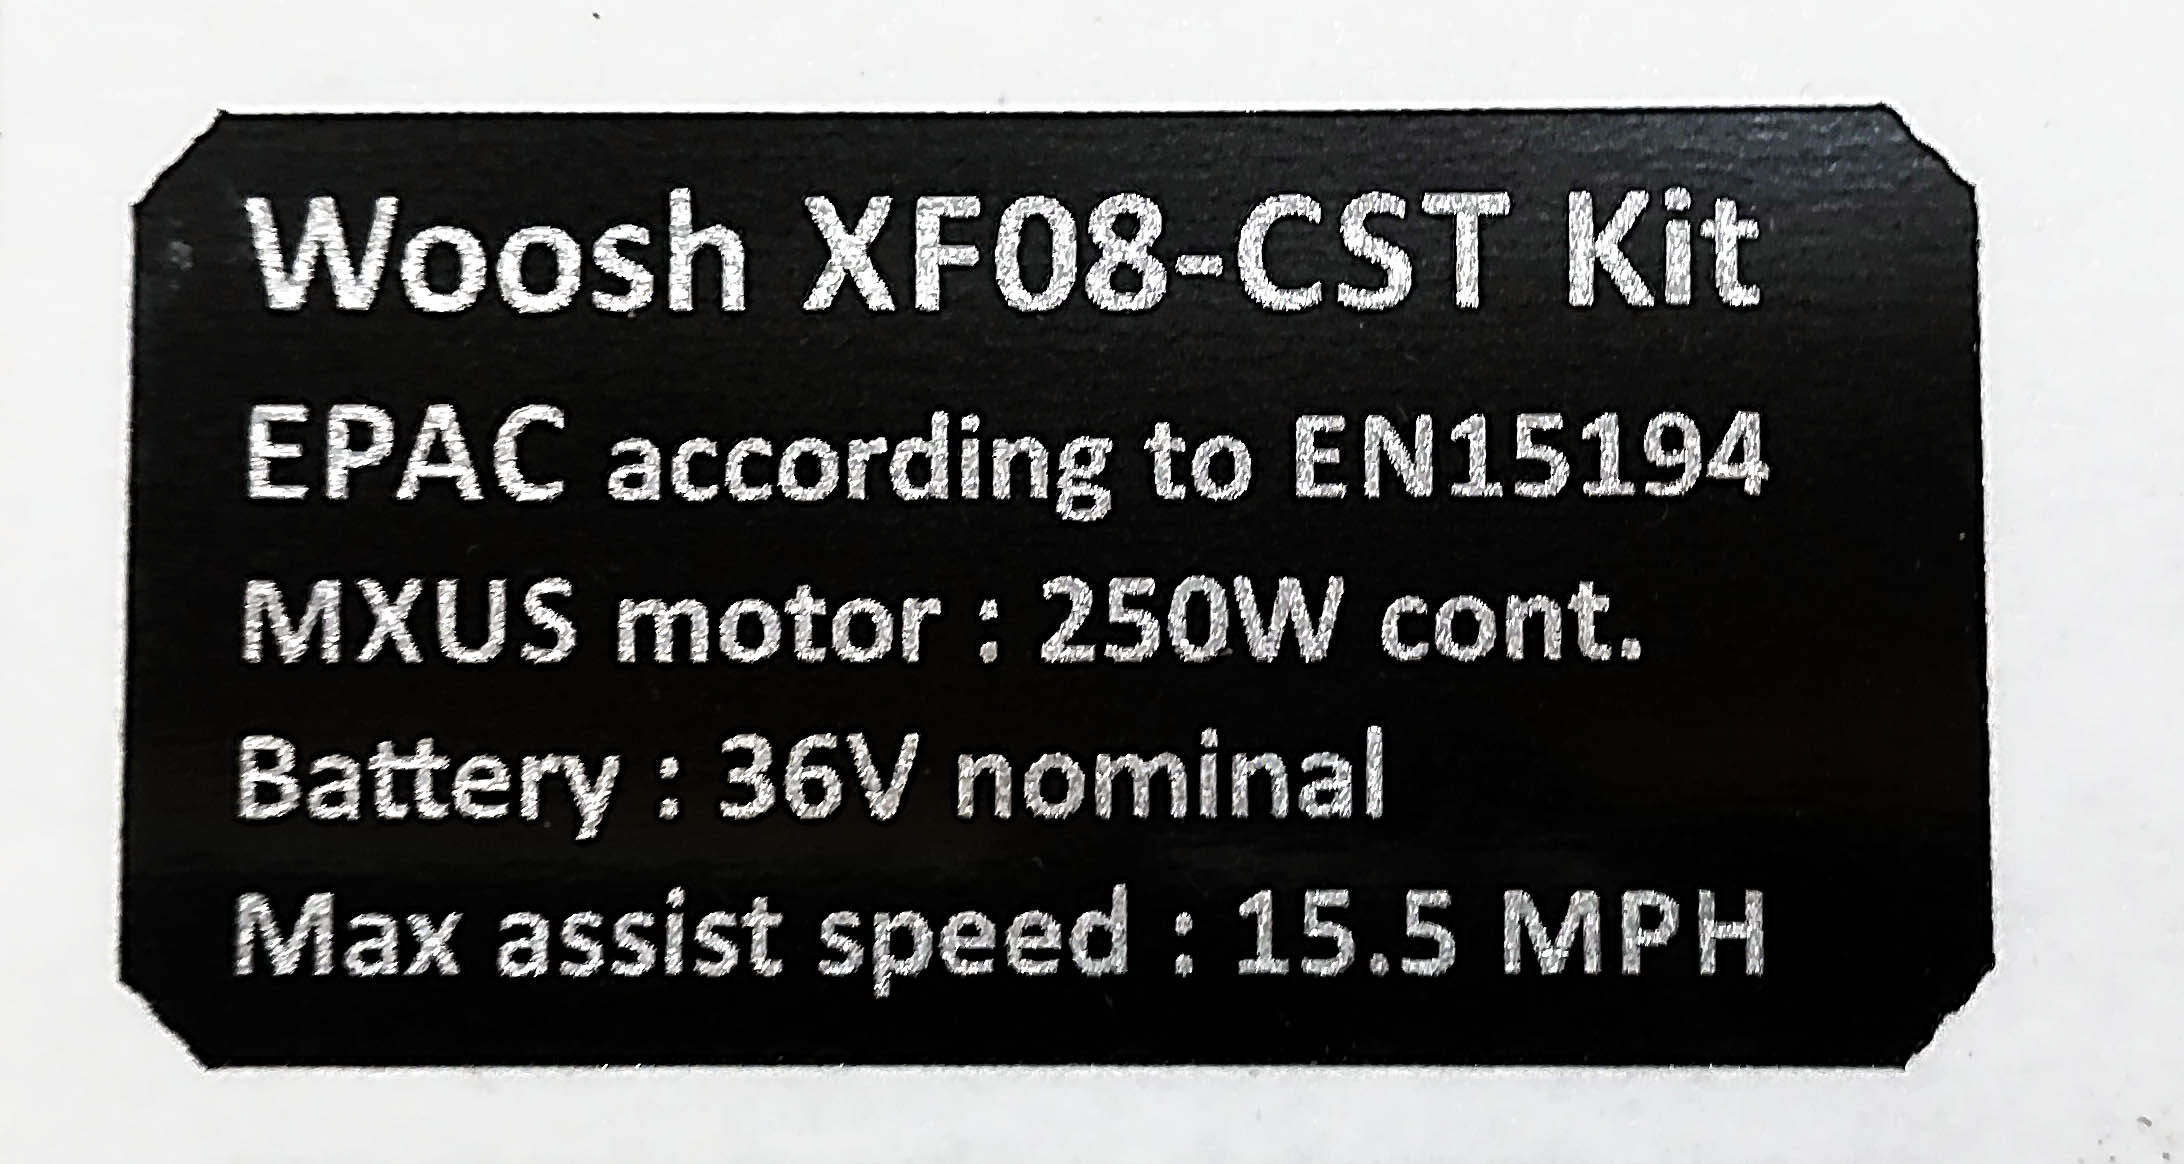 Woosh XF08-CST Kit
EPAC according to EN15194
MXUS motor : 250W cont.
Battery : 36V nominal
Max assist speed : 15.5 MPH